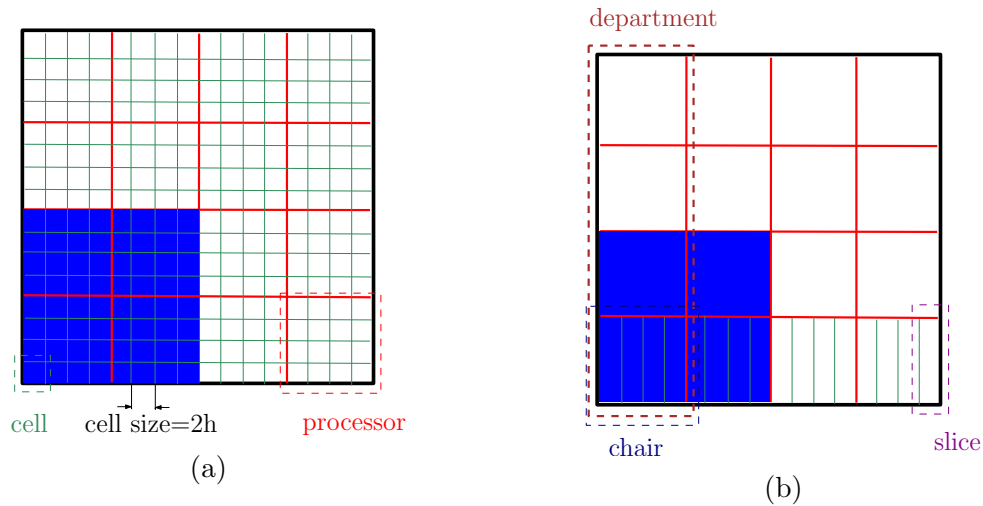 department
cell
cell size=2h
processor
chair
slice
(a)
(b)